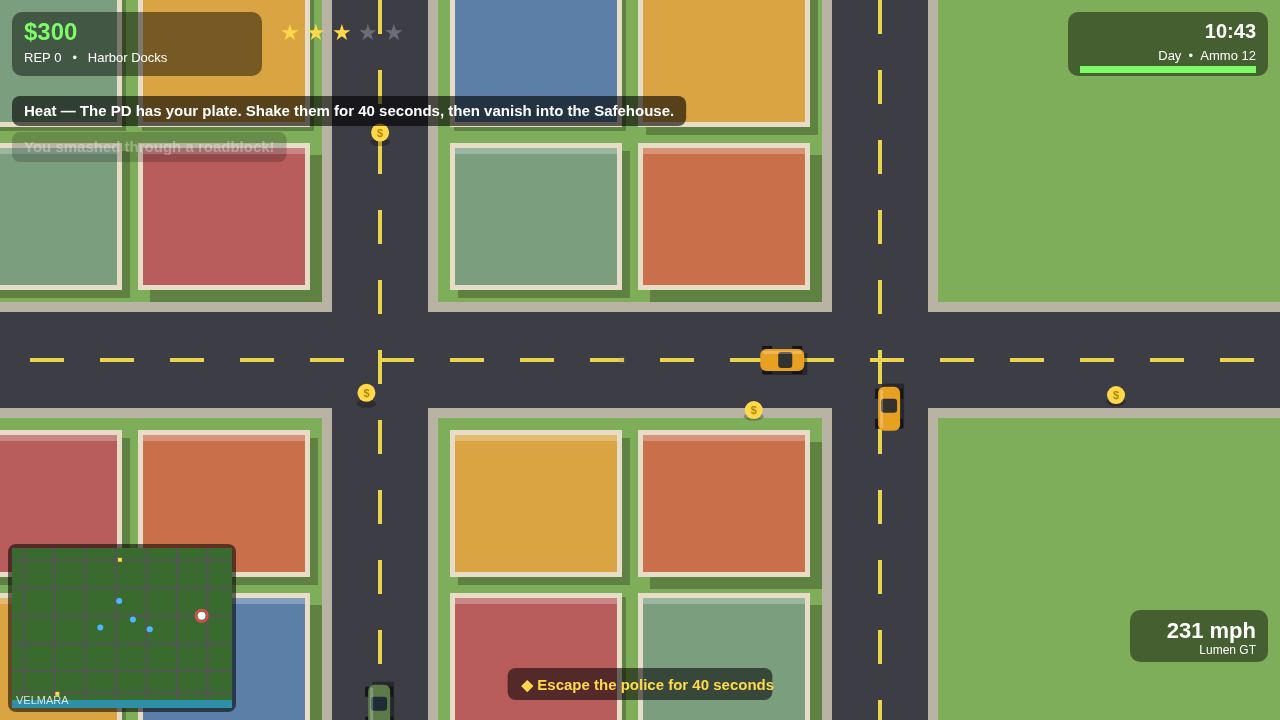 $300
REP 0 • Harbor Docks
★★★★★
10:43
Day • Ammo 12
Heat — The PD has your plate. Shake them for 40 seconds, then vanish into the Safehouse.
You smashed through a roadblock!
$
$
$
$
VELMARA
◆ Escape the police for 40 seconds
231 mph
Lumen GT